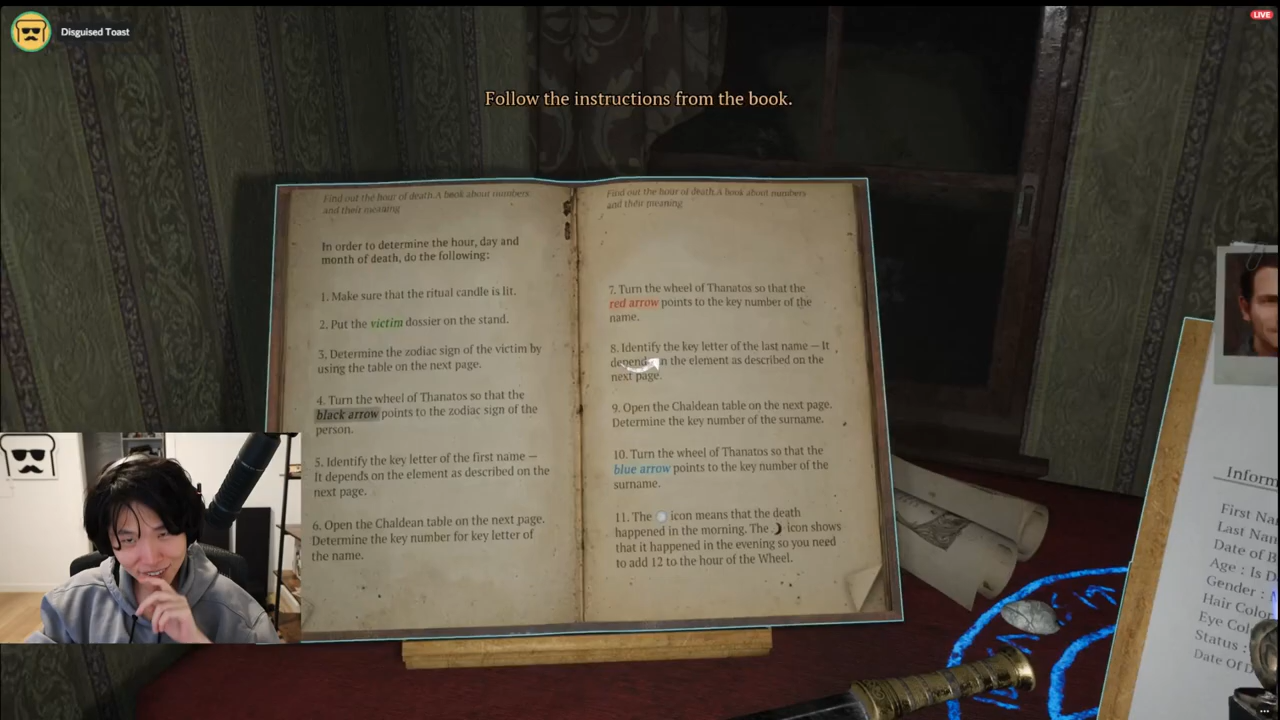 LIVE
Disguised Toast
Follow the instructions from the book.
Find out the hour of death.A book about numbers
and their meaning
In order to determine the hour, day and
month of death, do the following:
1. Make sure that the ritual candle is lit.
2. Put the victim dossier on the stand.
3. Determine the zodiac sign of the victim by
using the table on the next page.
4. Turn the wheel of Thanatos so that the
black arrow points to the zodiac sign of the
person.
5. Identify the key letter of the first name —
It depends on the element as described on the
next page.
6. Open the Chaldean table on the next page.
Determine the key number for key letter of
the name.
Find out the hour of death.A book about numbers
and their meaning
7. Turn the wheel of Thanatos so that the
red arrow points to the key number of the
name.
8. Identify the key letter of the last name — It
depend n the element as described on the
next page.
9. Open the Chaldean table on the next page.
Determine the key number of the surname.
10. Turn the wheel of Thanatos so that the
blue arrow points to the key number of the
surname.
11. The icon means that the death
happened in the morning. The icon shows
that it happened in the evening so you need
to add 12 to the hour of the Wheel.
Inform
First Na
Last Nam
Date of B
Age : Is D
Gender :
Hair Color
Eye Col
Status :
Date Of D